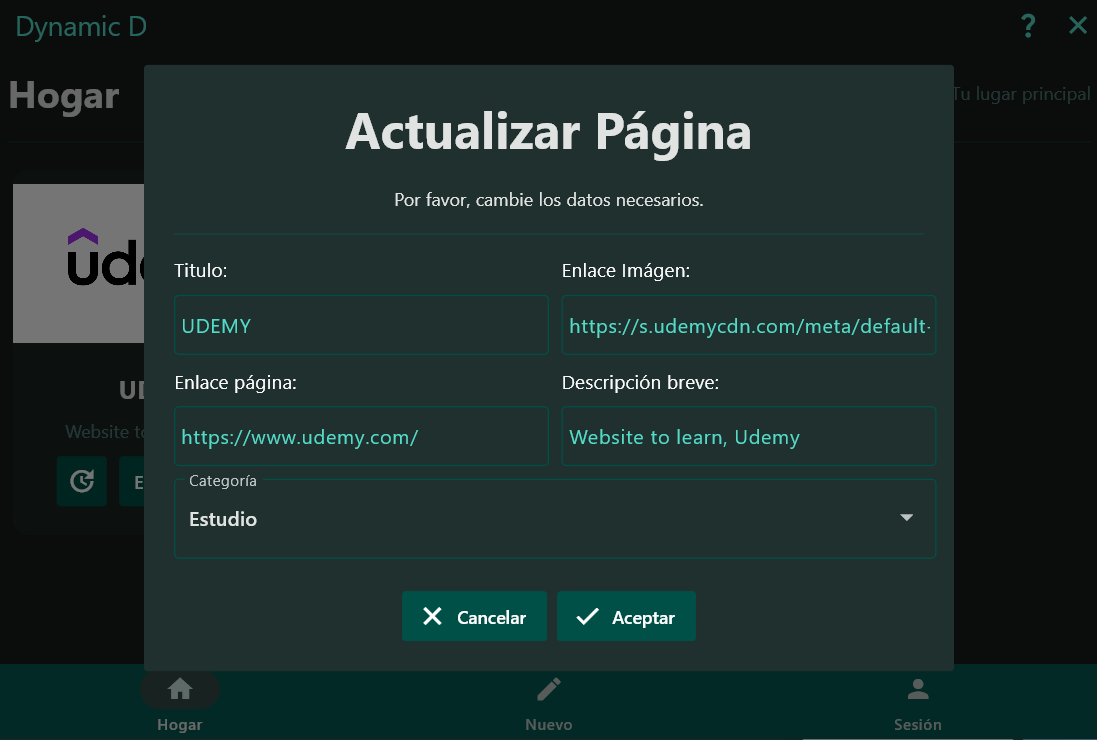 Dynamic D
?
Hogar
Tu lugar principal
Actualizar Página
Por favor, cambie los datos necesarios.
Titulo:
Enlace Imágen:
UDEMY
https://s.udemycdn.com/meta/default-
Enlace página:
Descripción breve:
https://www.udemy.com/
Website to learn, Udemy
Website to
Categoría
Estudio
Cancelar
Aceptar
Hogar
Nuevo
Sesión